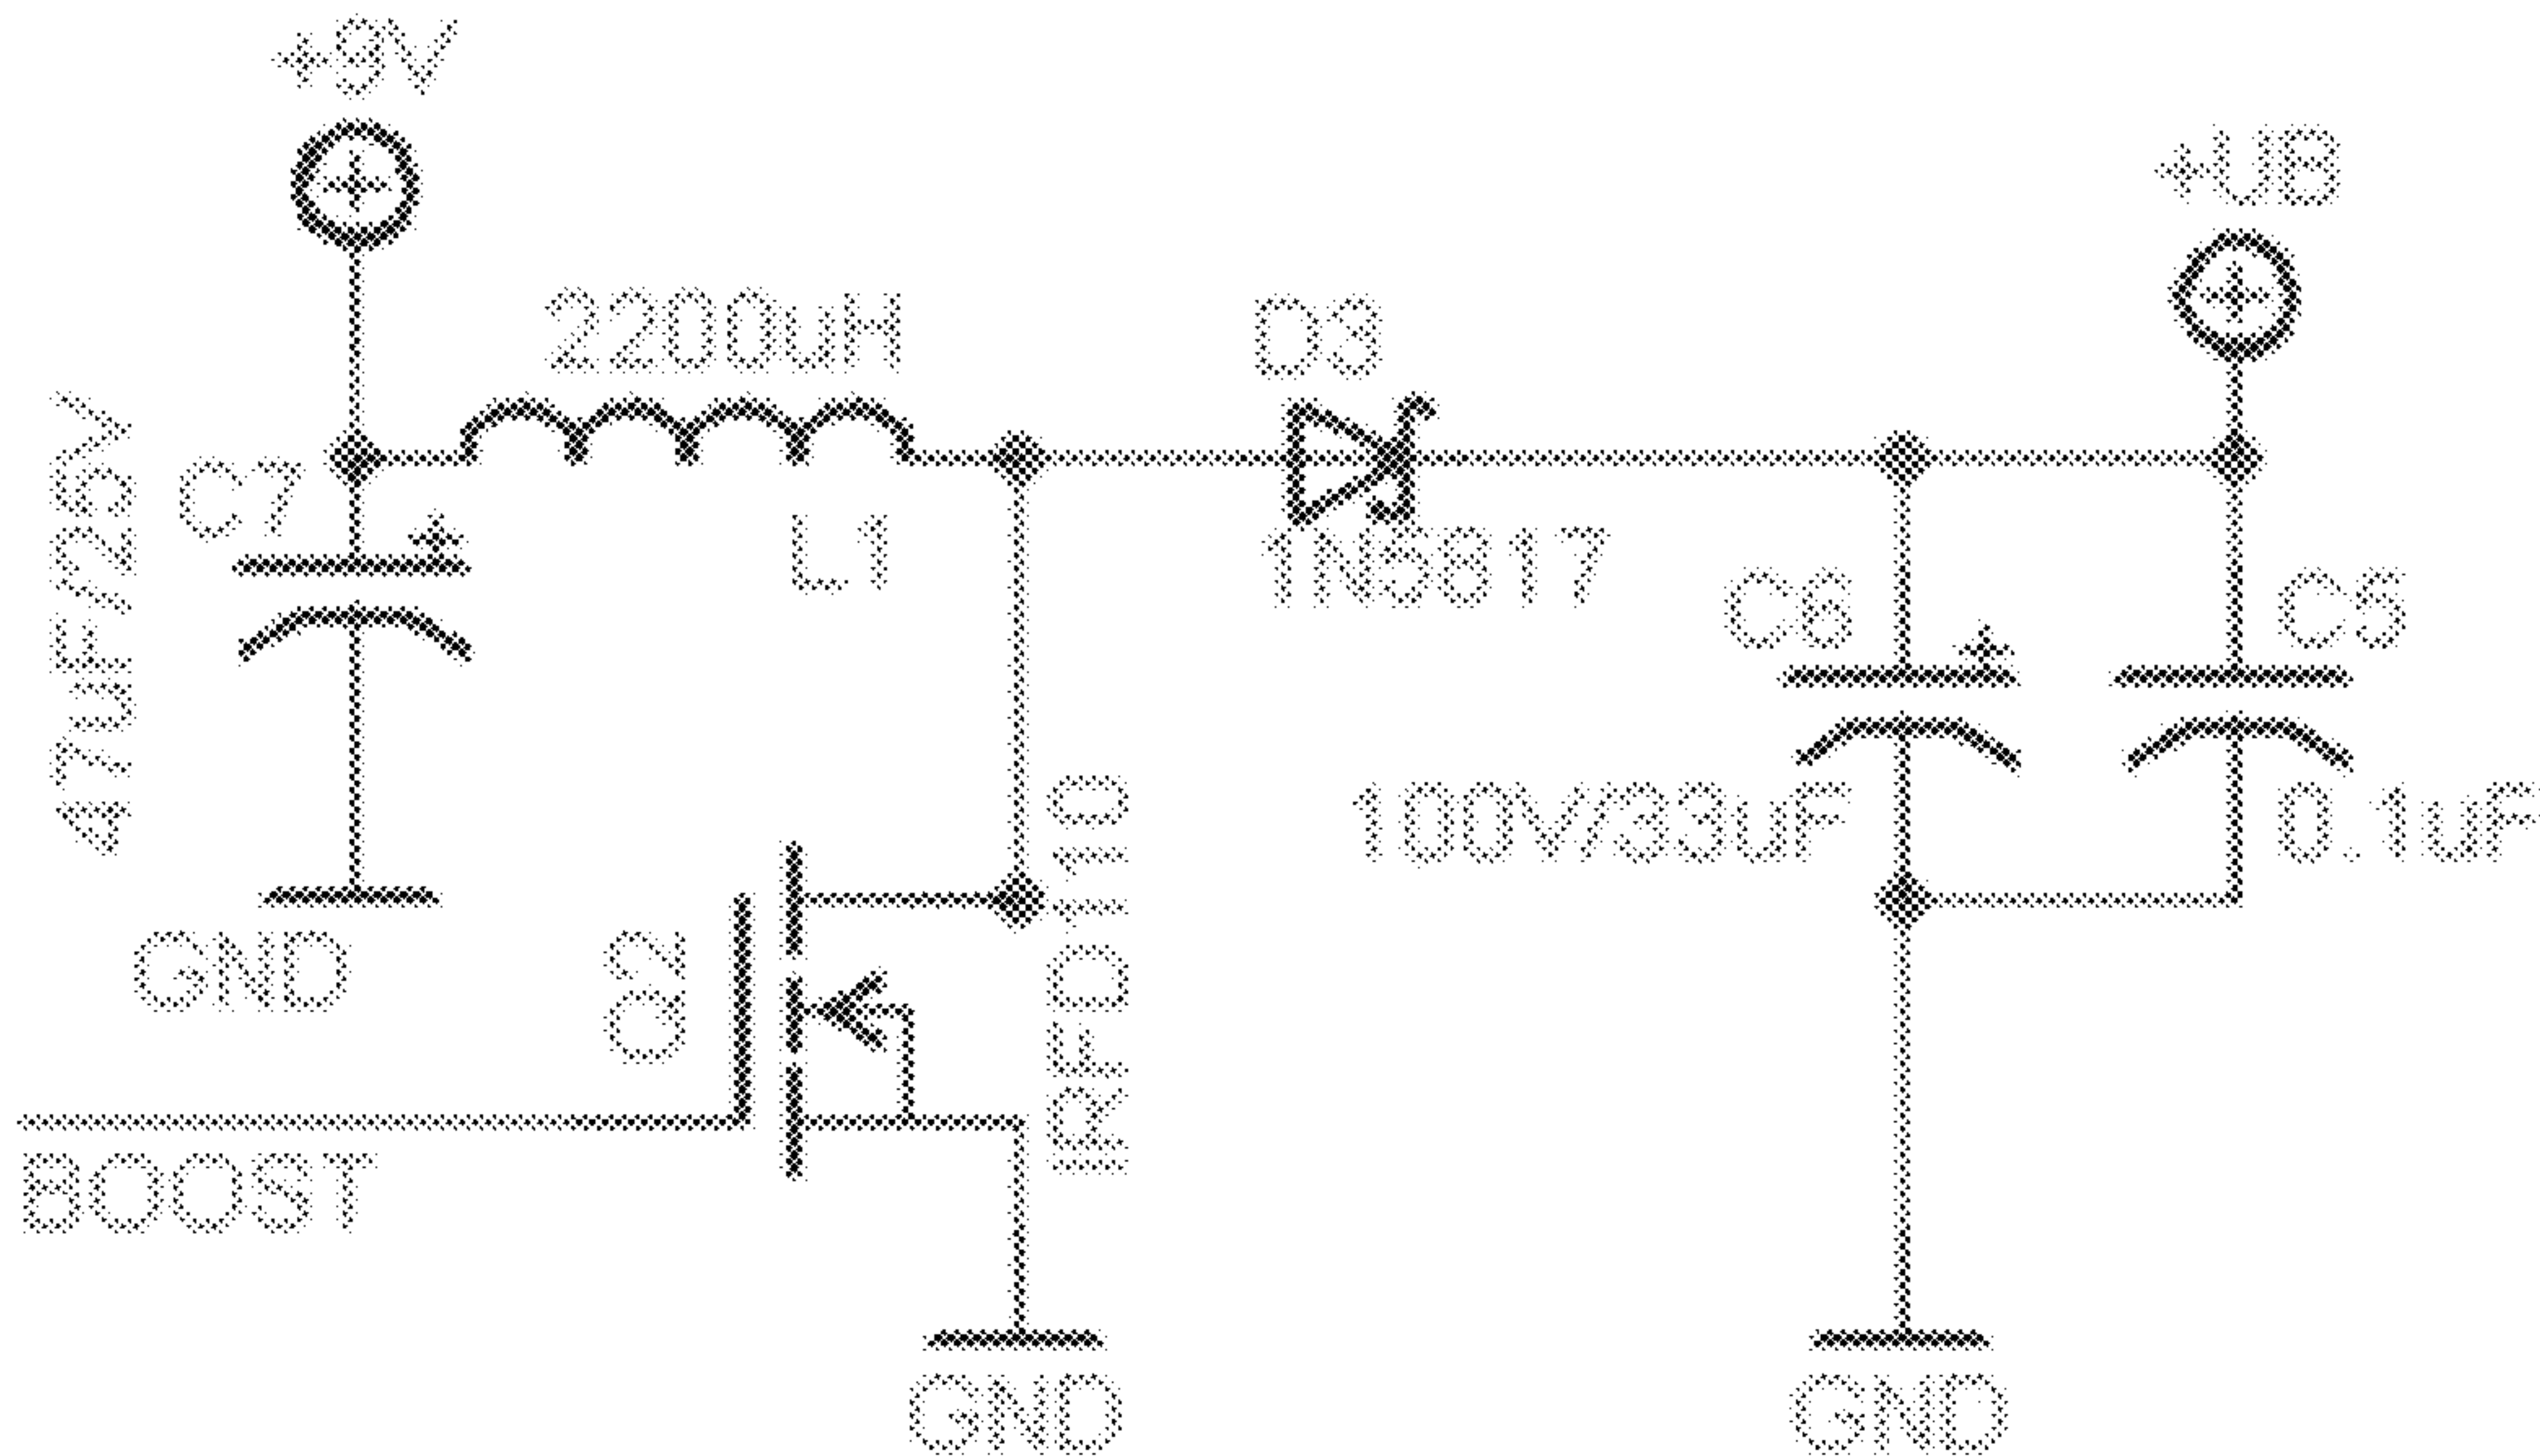 +9V
+UB
2200uH
D3
47uF/25V
C7
L1
1N5817
C6
C5
100V/33uF
0.1uF
IRFD110
Q2
GND
BOOST
GND
GND